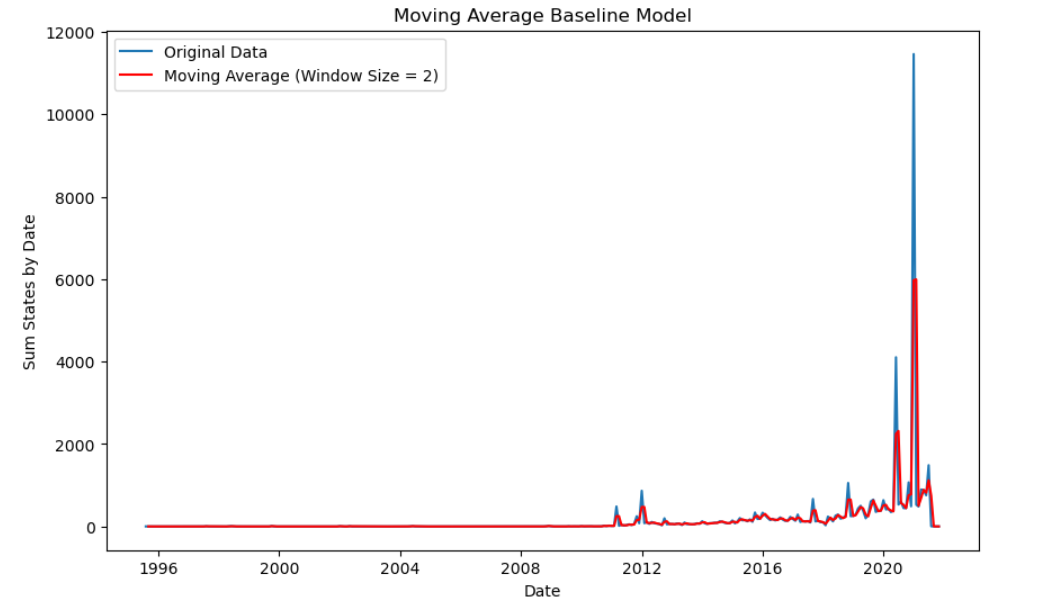 Moving Average Baseline Model
Original Data
Moving Average (Window Size = 2)
12000
10000
8000
6000
4000
2000
0
Sum States by Date
1996 2000 2004 2008 2012 2016 2020
Date